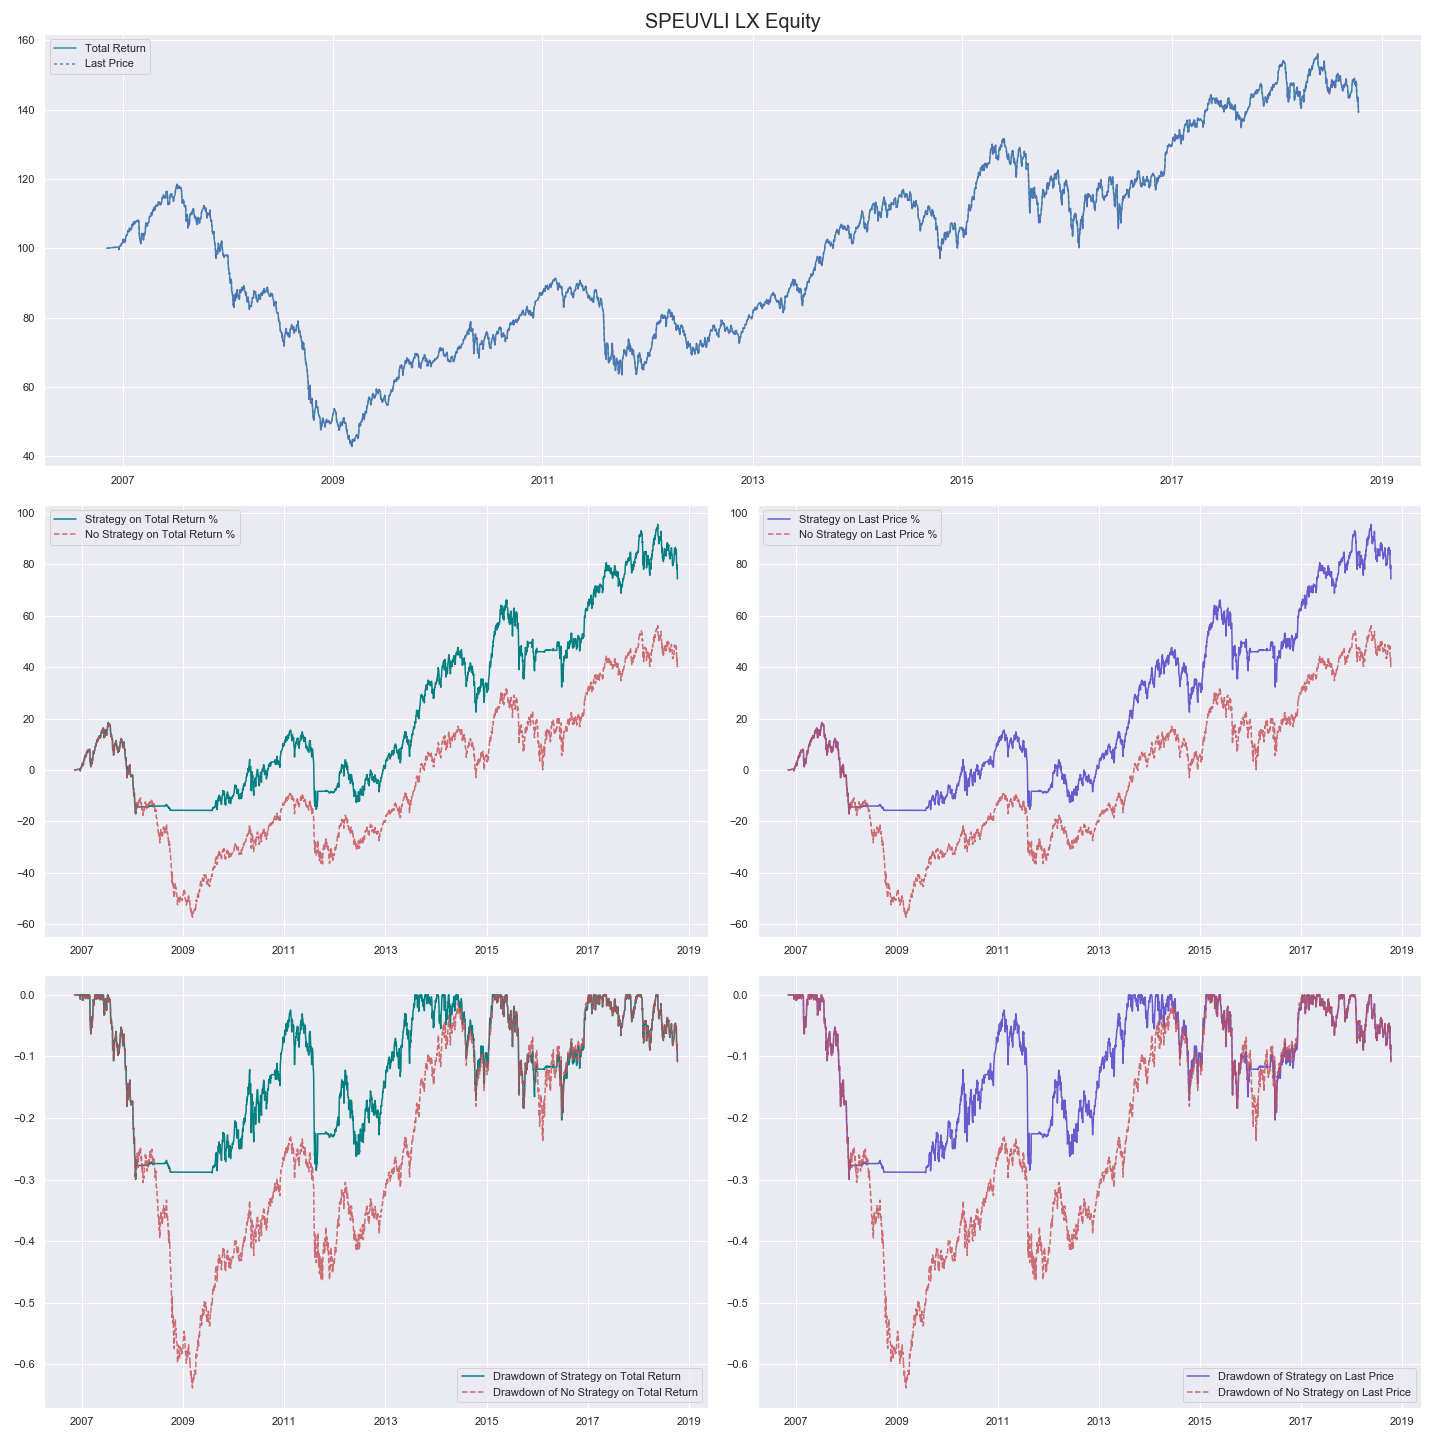 SPEUVLI LX Equity
Total Return
Last Price
160
140
120
100
80
60
40
2007 2009 2011 2013 2015 2017 2019
Strategy on Total Return %
No Strategy on Total Return %
100
80
60
40
20
0
−20
−40
−60
2007 2009 2011 2013 2015 2017 2019
Strategy on Last Price %
No Strategy on Last Price %
100
80
60
40
20
0
−20
−40
−60
2007 2009 2011 2013 2015 2017 2019
0.0
−0.1
−0.2
−0.3
−0.4
−0.5
−0.6
Drawdown of Strategy on Total Return
Drawdown of No Strategy on Total Return
2007 2009 2011 2013 2015 2017 2019
0.0
−0.1
−0.2
−0.3
−0.4
−0.5
−0.6
Drawdown of Strategy on Last Price
Drawdown of No Strategy on Last Price
2007 2009 2011 2013 2015 2017 2019